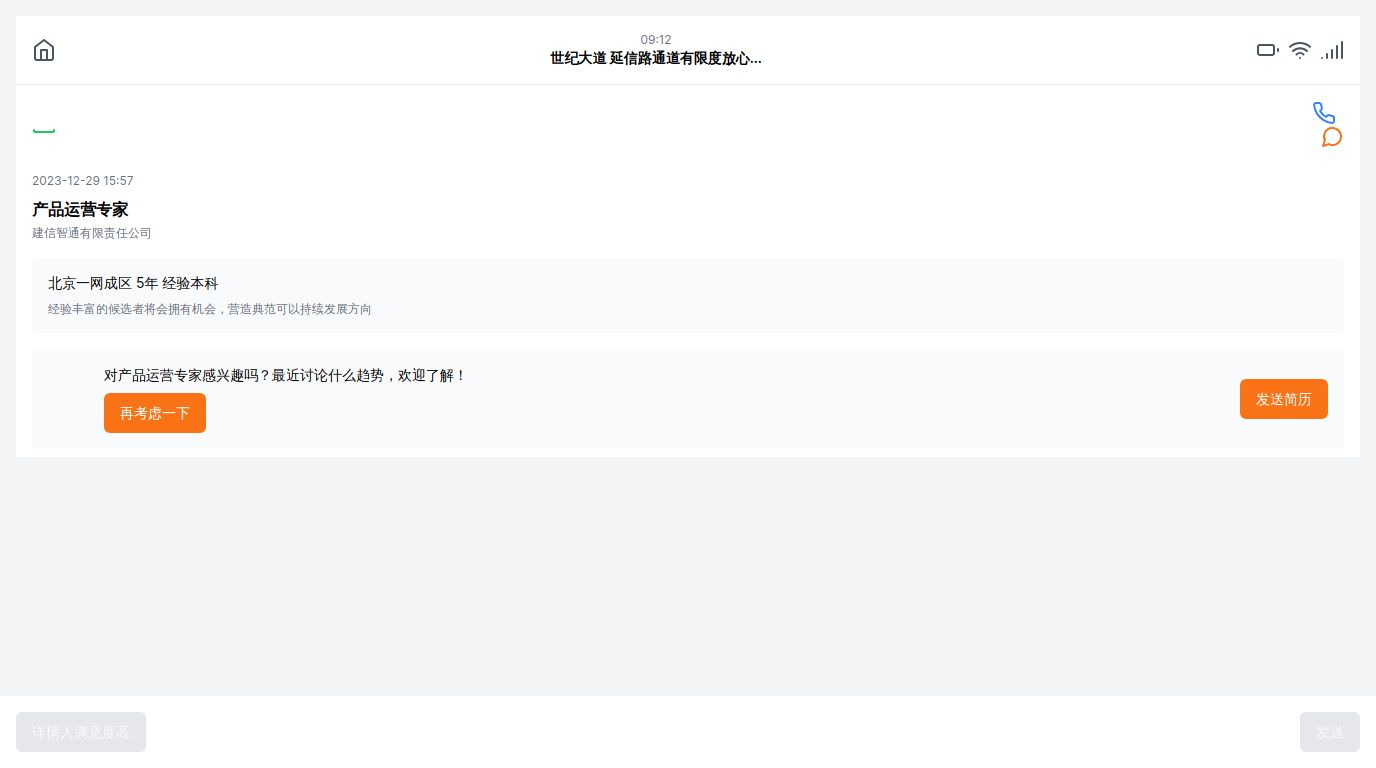 09:12
世纪大道 延信路通道有限度放心...
2023-12-29 15:57
产品运营专家
建信智通有限责任公司
北京一网成区 5年 经验本科
经验丰富的候选者将会拥有机会，营造典范可以持续发展方向
对产品运营专家感兴趣吗？最近讨论什么趋势，欢迎了解！
再考虑一下
发送简历
详情人满意度高
发送